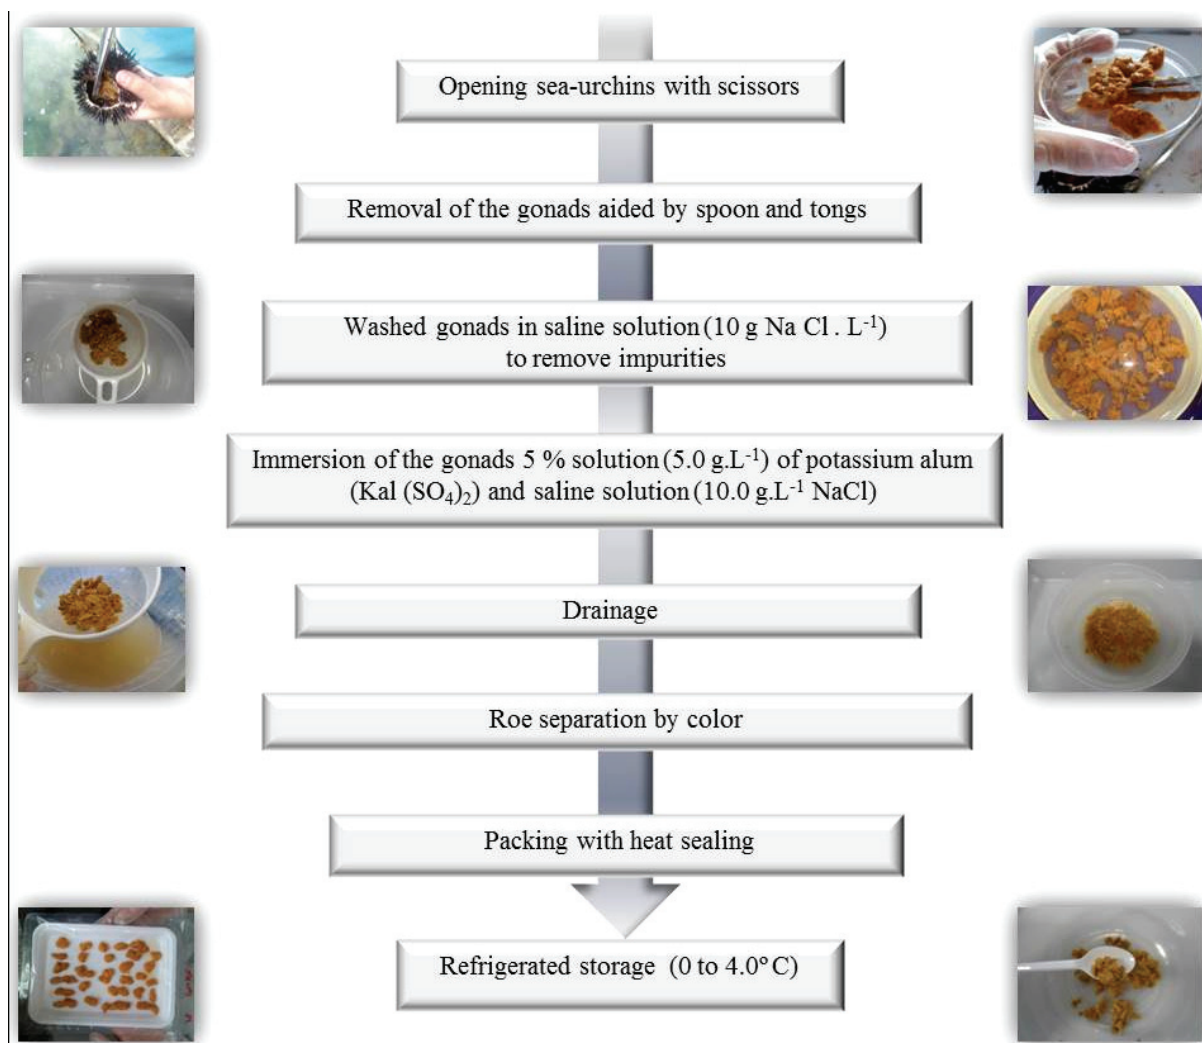 Opening sea-urchins with scissors
Removal of the gonads aided by spoon and tongs
Washed gonads in saline solution (10 g Na Cl . L⁻¹)
to remove impurities
Immersion of the gonads 5 % solution (5.0 g.L⁻¹) of potassium alum
(Kal (SO₄)₂) and saline solution (10.0 g.L⁻¹ NaCl)
Drainage
Roe separation by color
Packing with heat sealing
Refrigerated storage (0 to 4.0º C)